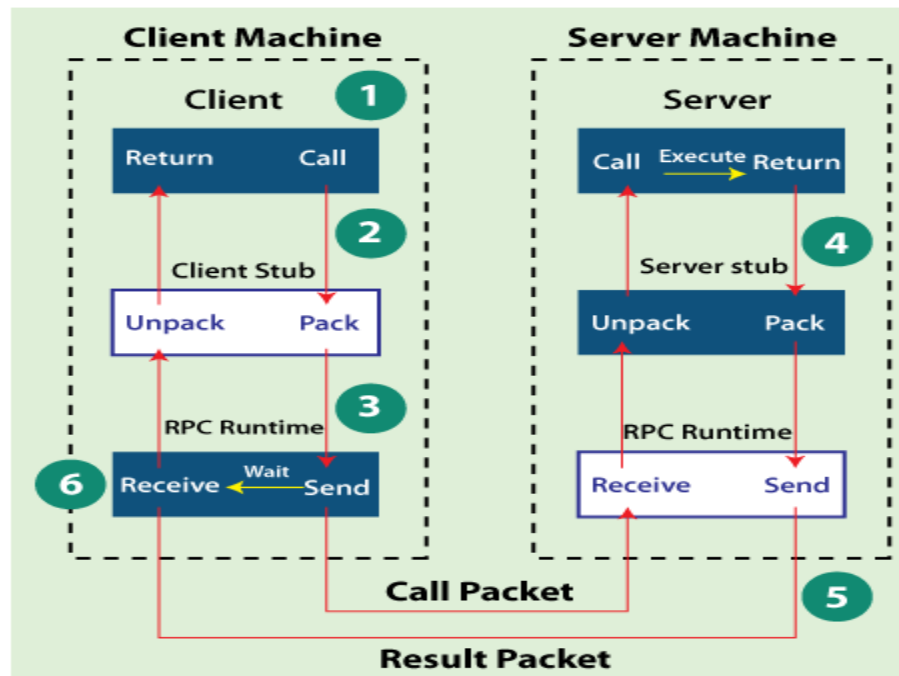 Client Machine
Server Machine
Client
1
Server
Return Call
Call Execute Return
2
4
Client Stub
Server stub
Unpack Pack
Unpack Pack
3
RPC Runtime
RPC Runtime
6
Receive Wait Send
Receive Send
Call Packet
5
Result Packet